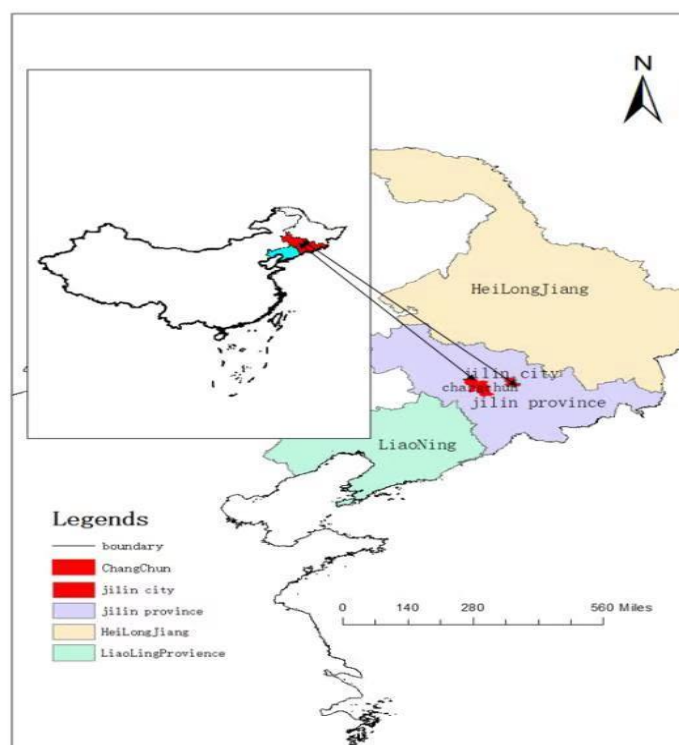 N
HeiLongJiang
jilin city
changchun
jilin province
LiaoNing
Legends
boundary
ChangChun
jilin city
jilin province
HeiLongJiang
LiaoLingProvience
0 140 280 560 Miles